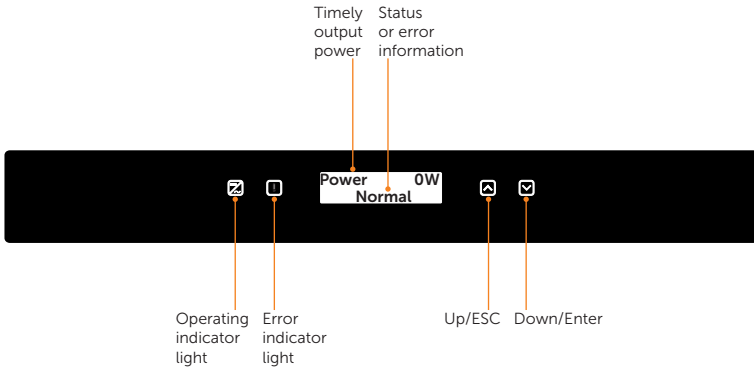 Timely
output
power
Status
or error
information
Power 0W
Normal
Operating
indicator
light
Error
indicator
light
Up/ESC
Down/Enter